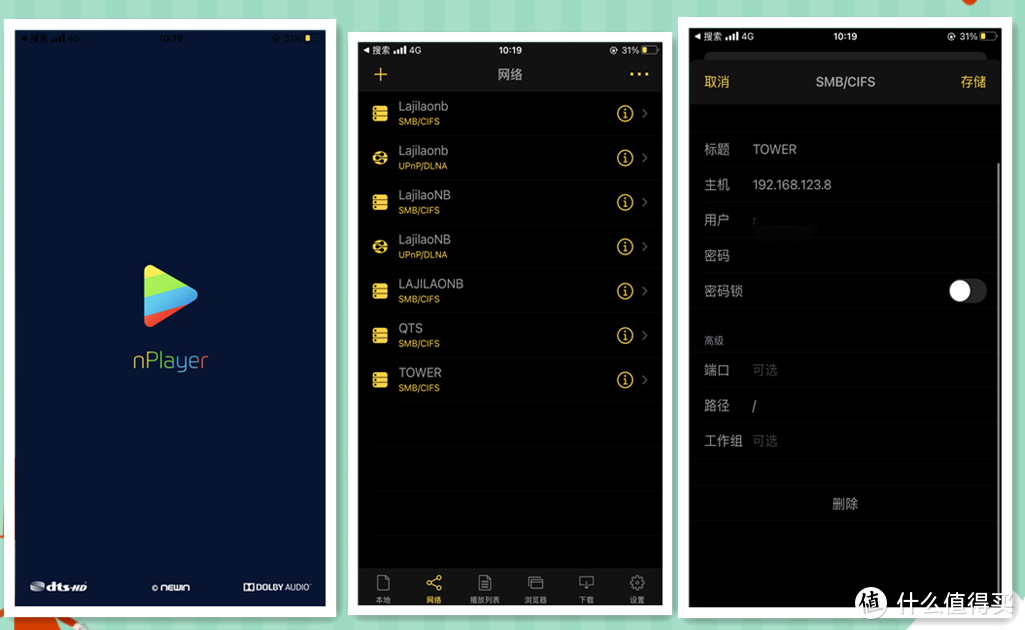 搜索 4G
10:19
31%
nPlayer
dts-HD
© NEWIN
DOLBY AUDIO
搜索 4G
10:19
31%
网络
Lajilaonb
SMB/CIFS
Lajilaonb
UPnP/DLNA
LajilaoNB
SMB/CIFS
LajilaoNB
UPnP/DLNA
LAJILAONB
SMB/CIFS
QTS
SMB/CIFS
TOWER
SMB/CIFS
本地
网络
播放列表
浏览器
下载
设置
搜索 4G
10:19
31%
取消
SMB/CIFS
存储
标题 TOWER
主机 192.168.123.8
用户
密码
密码锁
高级
端口 可选
路径 /
工作组 可选
删除
值 什么值得买